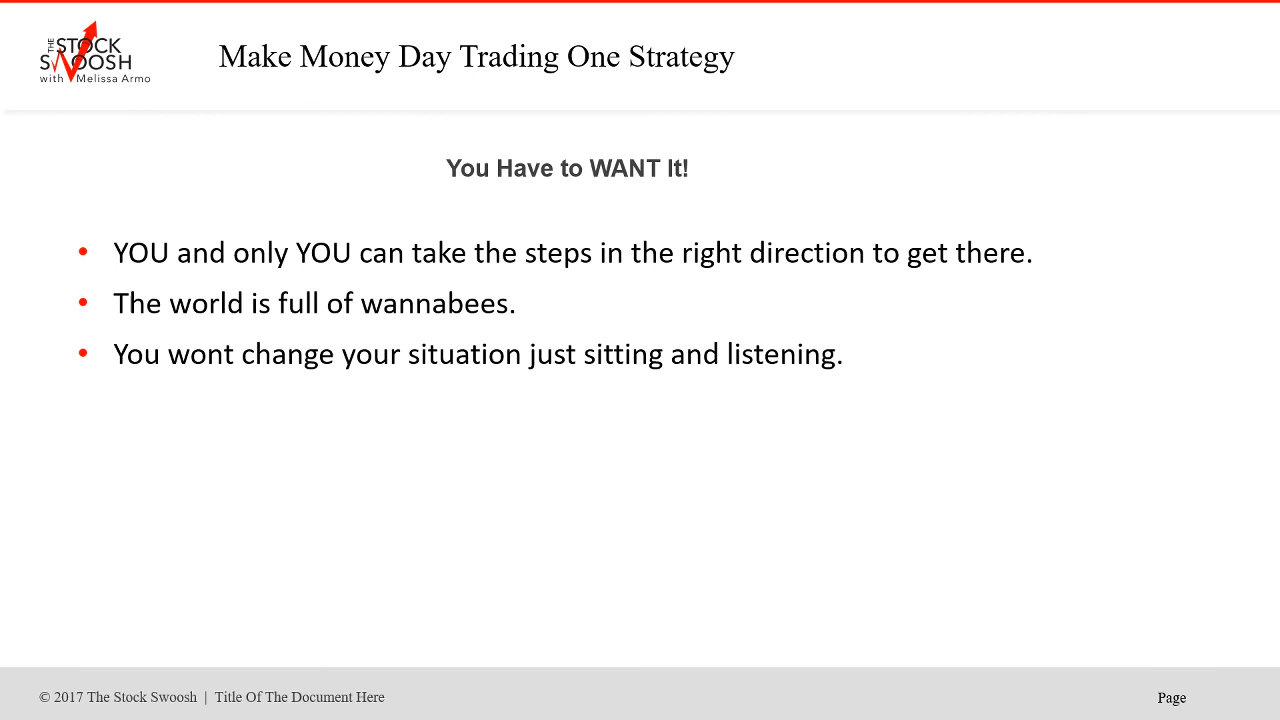 THE STOCK
SWOOSH
with Melissa Armo
Make Money Day Trading One Strategy
You Have to WANT It!
• YOU and only YOU can take the steps in the right direction to get there.
• The world is full of wannabees.
• You wont change your situation just sitting and listening.
© 2017 The Stock Swoosh | Title Of The Document Here
Page